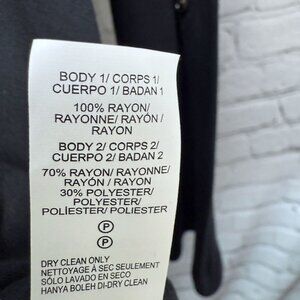 BODY 1/ CORPS 1/
CUERPO 1/ BADAN 1
100% RAYON/
RAYONNE/ RAYÓN /
RAYON
BODY 2/ CORPS 2/
CUERPO 2/ BADAN 2
70% RAYON/ RAYONNE/
RAYÓN / RAYON
30% POLYESTER/
POLYESTER/
POLIÉSTER/ POLIESTER
P
P
DRY CLEAN ONLY
NETTOYAGE À SEC SEULEMENT
SÓLO LAVADO EN SECO
HANYA BOLEH DI-DRY CLEAN